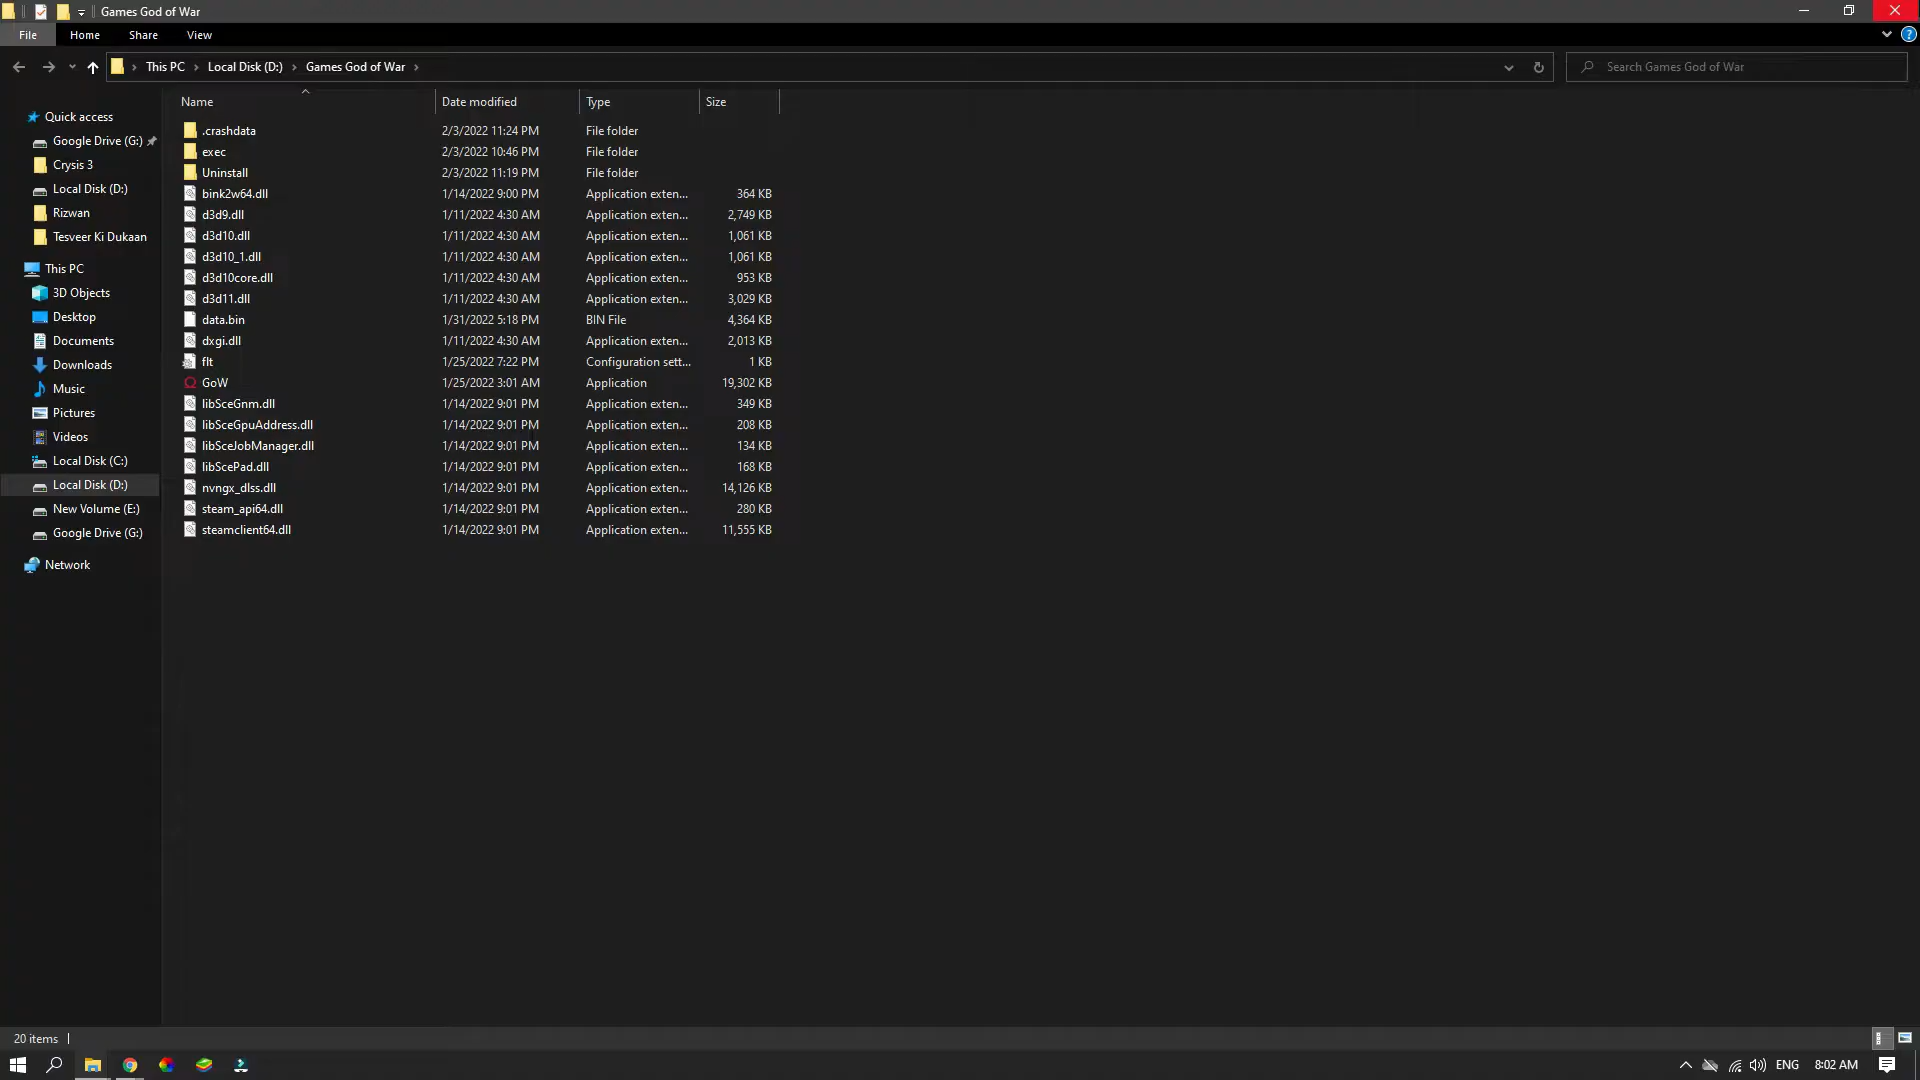 Games God of War
File Home Share View
This PC Local Disk (D:) Games God of War Search Games God of War
Name Date modified Type Size
Quick access
Google Drive (G:)
Crysis 3
Local Disk (D:)
Rizwan
Tesveer Ki Dukaan
This PC
3D Objects
Desktop
Documents
Downloads
Music
Pictures
Videos
Local Disk (C:)
Local Disk (D:)
New Volume (E:)
Google Drive (G:)
Network
.crashdata 2/3/2022 11:24 PM File folder
exec 2/3/2022 10:46 PM File folder
Uninstall 2/3/2022 11:19 PM File folder
bink2w64.dll 1/14/2022 9:00 PM Application exten... 364 KB
d3d9.dll 1/11/2022 4:30 AM Application exten... 2,749 KB
d3d10.dll 1/11/2022 4:30 AM Application exten... 1,061 KB
d3d10_1.dll 1/11/2022 4:30 AM Application exten... 1,061 KB
d3d10core.dll 1/11/2022 4:30 AM Application exten... 953 KB
d3d11.dll 1/11/2022 4:30 AM Application exten... 3,029 KB
data.bin 1/31/2022 5:18 PM BIN File 4,364 KB
dxgi.dll 1/11/2022 4:30 AM Application exten... 2,013 KB
flt 1/25/2022 7:22 PM Configuration sett... 1 KB
GoW 1/25/2022 3:01 AM Application 19,302 KB
libSceGnm.dll 1/14/2022 9:01 PM Application exten... 349 KB
libSceGpuAddress.dll 1/14/2022 9:01 PM Application exten... 208 KB
libSceJobManager.dll 1/14/2022 9:01 PM Application exten... 134 KB
libScePad.dll 1/14/2022 9:01 PM Application exten... 168 KB
nvngx_dlss.dll 1/14/2022 9:01 PM Application exten... 14,126 KB
steam_api64.dll 1/14/2022 9:01 PM Application exten... 280 KB
steamclient64.dll 1/14/2022 9:01 PM Application exten... 11,555 KB
20 items
ENG 8:02 AM